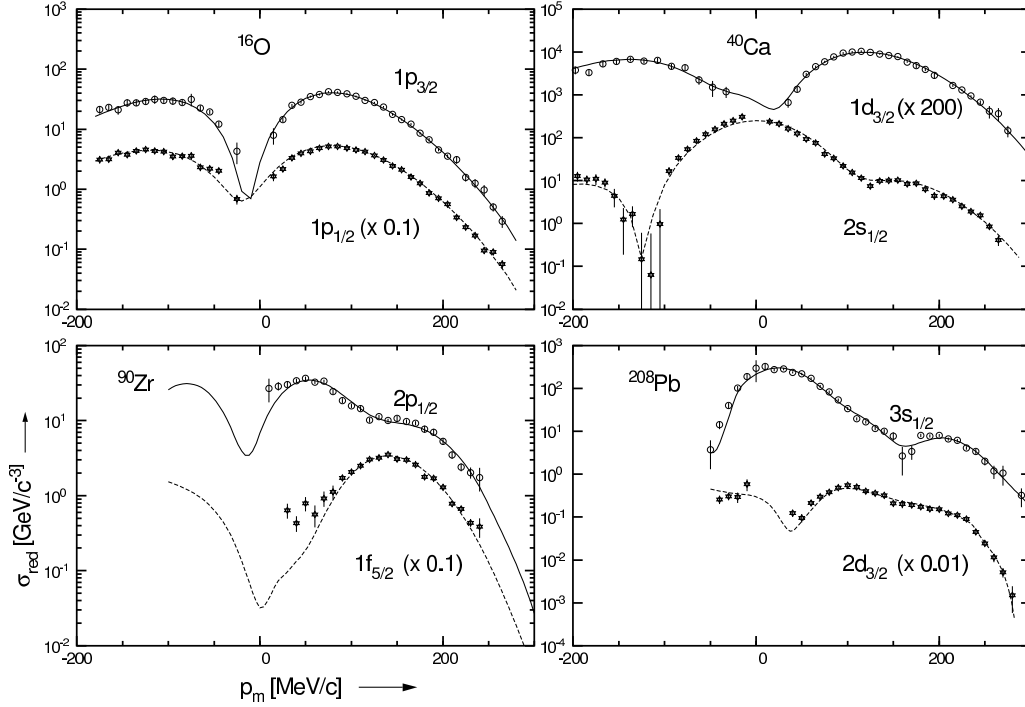 10³
10²
10¹
10⁰
10⁻¹
10⁻²
-200
0
200
¹⁶O
1p₃/₂
1p₁/₂ (x 0.1)
10⁵
10⁴
10³
10²
10¹
10⁰
10⁻¹
10⁻²
-200
0
200
⁴⁰Ca
1d₃/₂ (x 200)
2s₁/₂
10²
10¹
10⁰
10⁻¹
10⁻²
-200
0
200
⁹⁰Zr
2p₁/₂
1f₅/₂ (x 0.1)
10³
10²
10¹
10⁰
10⁻¹
10⁻²
10⁻³
10⁻⁴
-200
0
200
²⁰⁸Pb
3s₁/₂
2d₃/₂ (x 0.01)
σred [GeV/c⁻³]
pm [MeV/c]